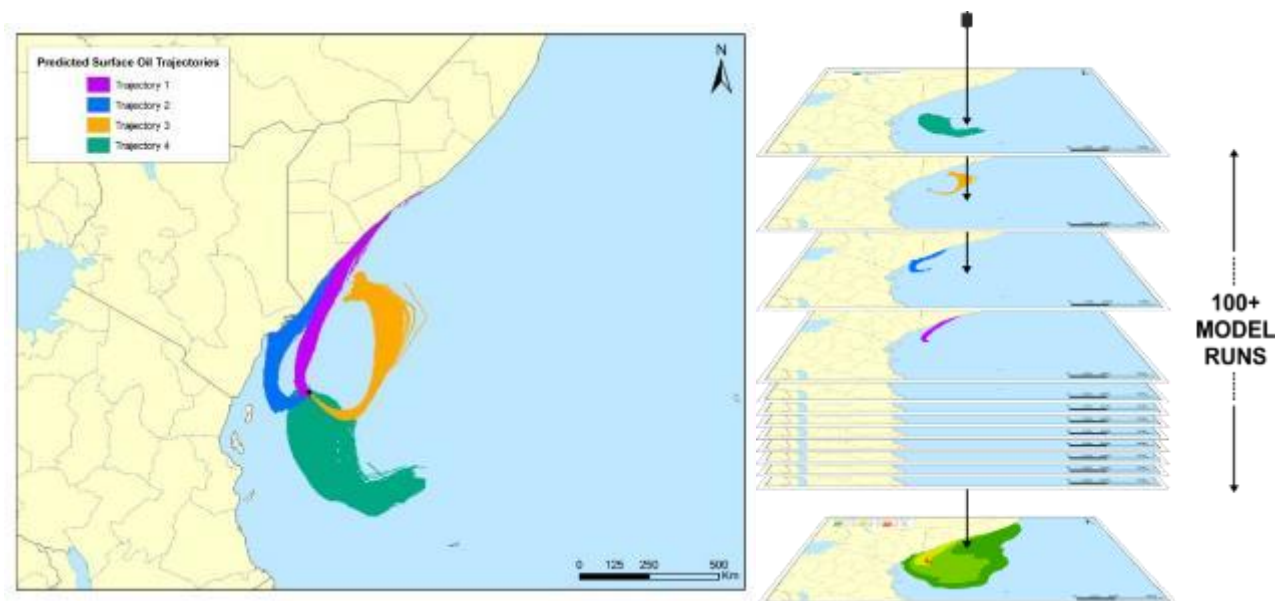 Predicted Surface Oil Trajectories
Trajectory 1
Trajectory 2
Trajectory 3
Trajectory 4
N
0 125 250 500
Km
100+
MODEL
RUNS